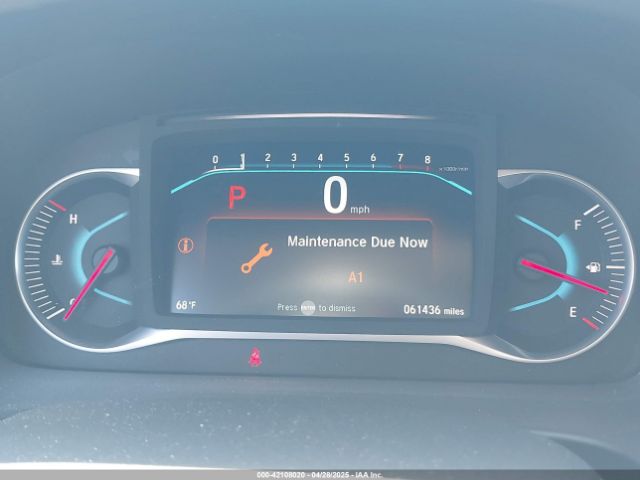 0 1 2 3 4 5 6 7 8 x1000r/min
P 0 mph
H F
Maintenance Due Now
A1
C E
68°F Press ENTER to dismiss 061436 miles
000-42108020 - 04/28/2025 - IAA Inc.